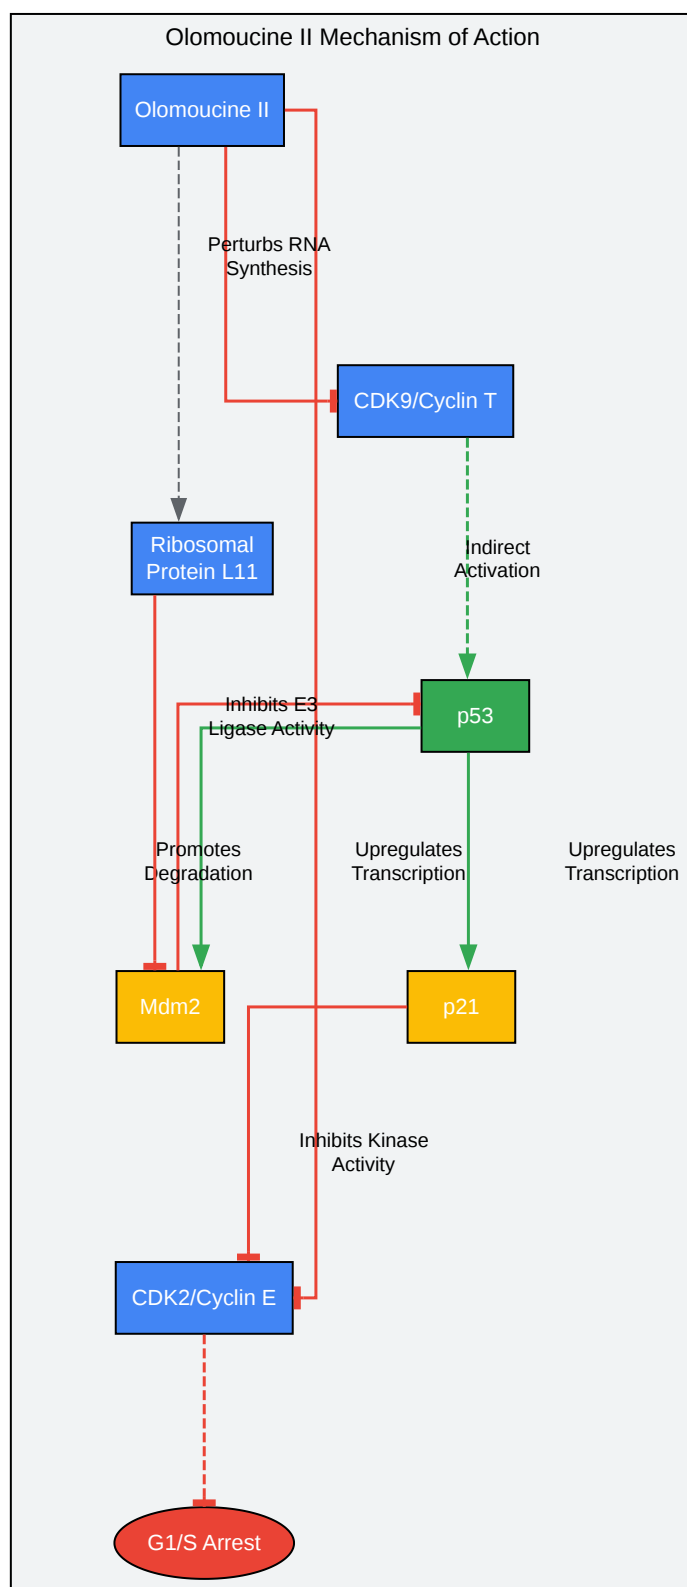 Olomoucine II Mechanism of Action
Olomoucine II
Perturbs RNA
Synthesis
CDK9/Cyclin T
Ribosomal
Protein L11
Indirect
Activation
Inhibits E3
Ligase Activity
p53
Promotes
Degradation
Upregulates
Transcription
Upregulates
Transcription
Mdm2
p21
Inhibits Kinase
Activity
CDK2/Cyclin E
G1/S Arrest